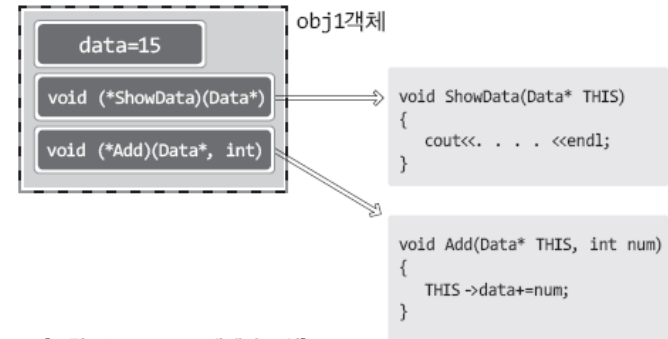 obj1객체
data=15
void (*ShowData)(Data*)
void (*Add)(Data*, int)
void ShowData(Data* THIS)
{
cout<<. . . . <<endl;
}
void Add(Data* THIS, int num)
{
THIS ->data+=num;
}